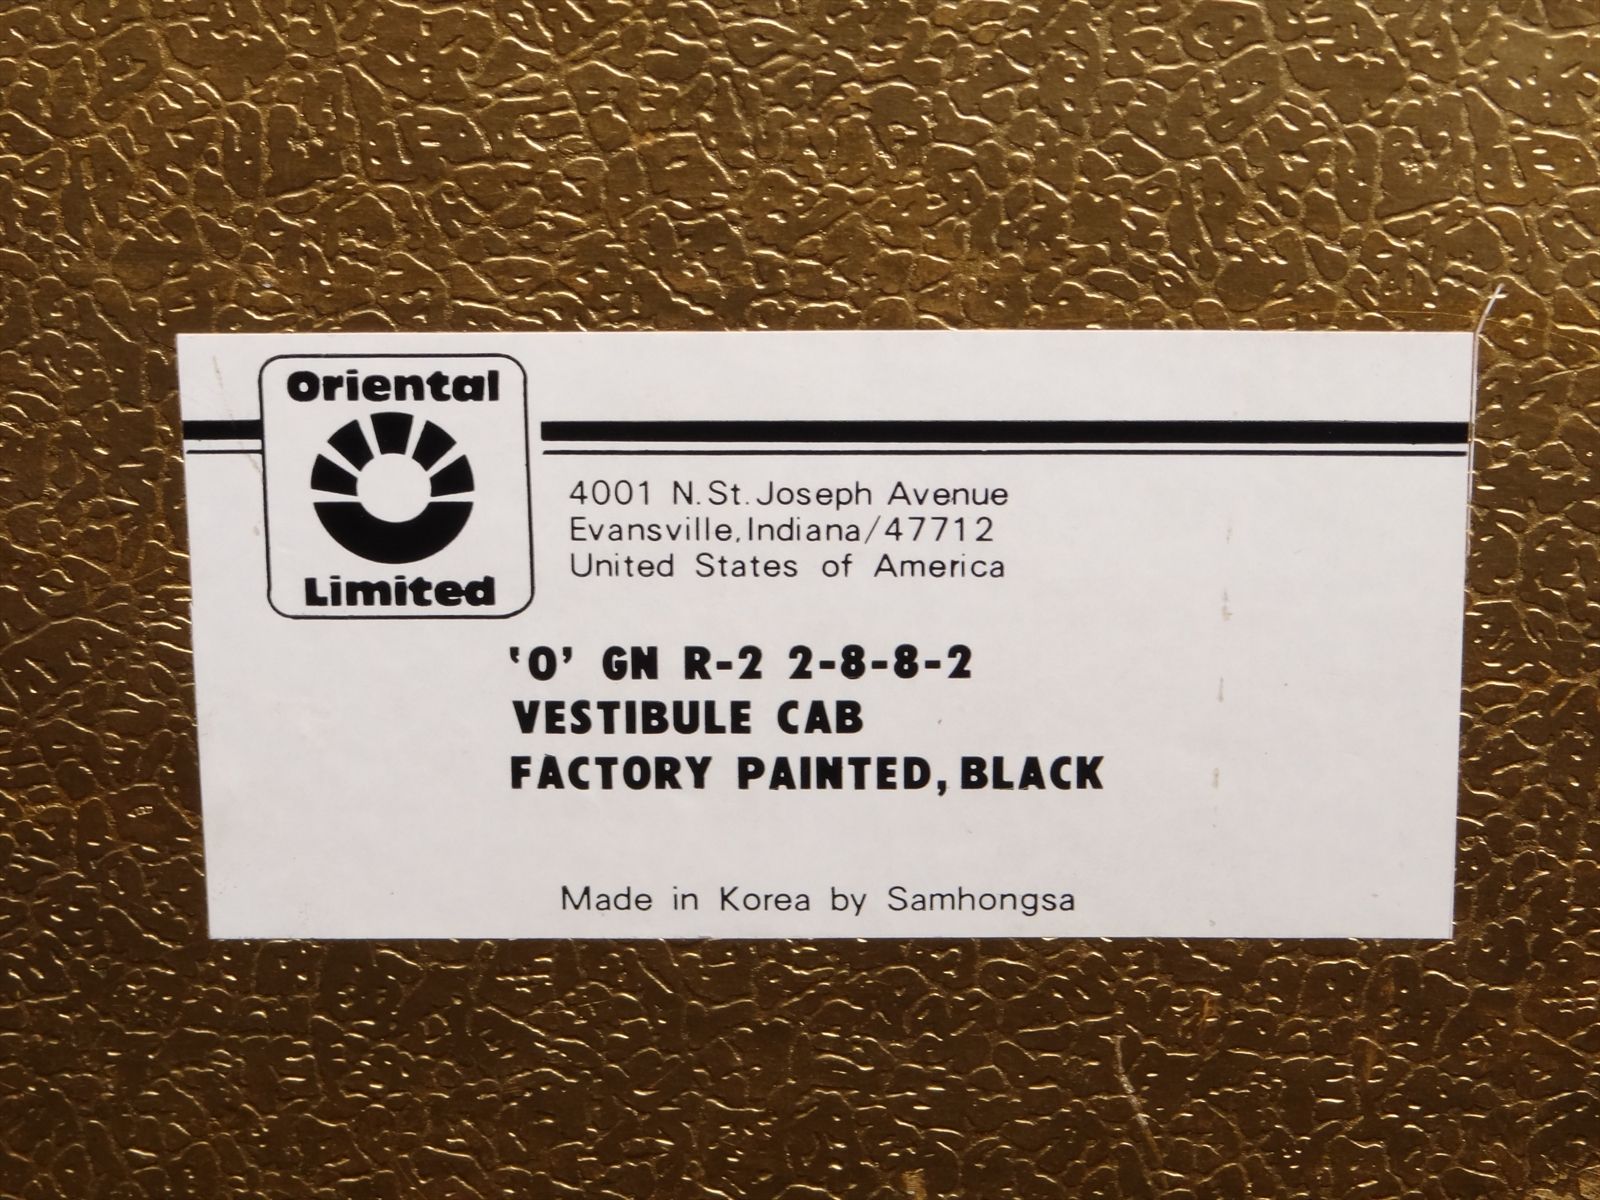 Oriental
Limited
4001 N. St. Joseph Avenue
Evansville, Indiana/47712
United States of America
'O' GN R-2 2-8-8-2
VESTIBULE CAB
FACTORY PAINTED, BLACK
Made in Korea by Samhongsa